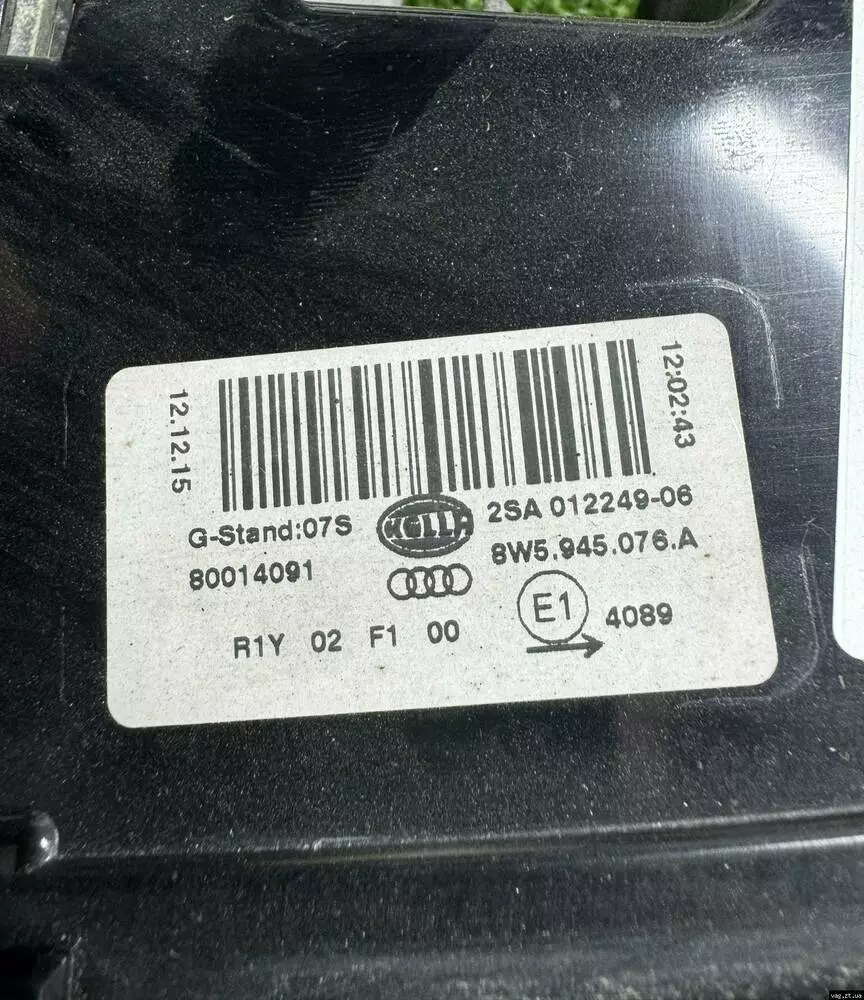 12.12.15
12:02:43
G-Stand:07S
HELLA
2SA 012249-06
80014091
8W5.945.076.A
R1Y 02 F1 00
E1
4089
vag.zt.ua